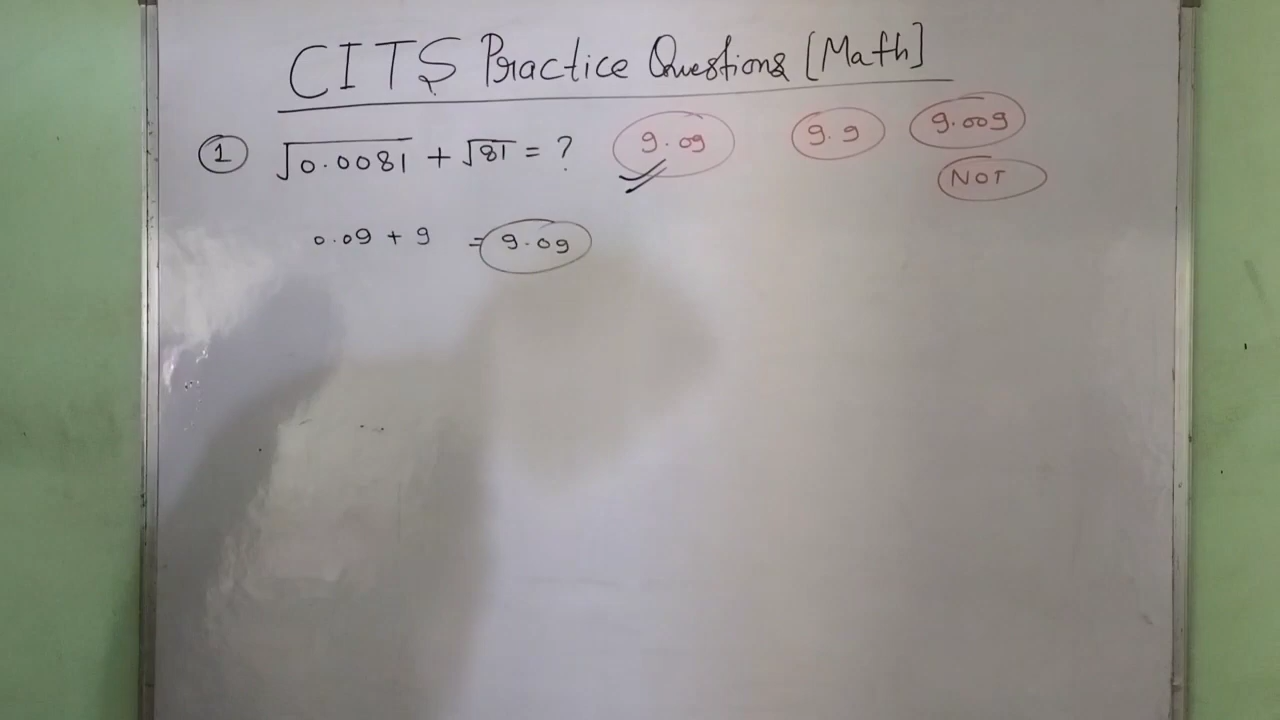 CITS Practice Questions [Math]
① √0.0081 + √81 = ? 9.09 9.9 9.009
NOT
0.09 + 9 = 9.09